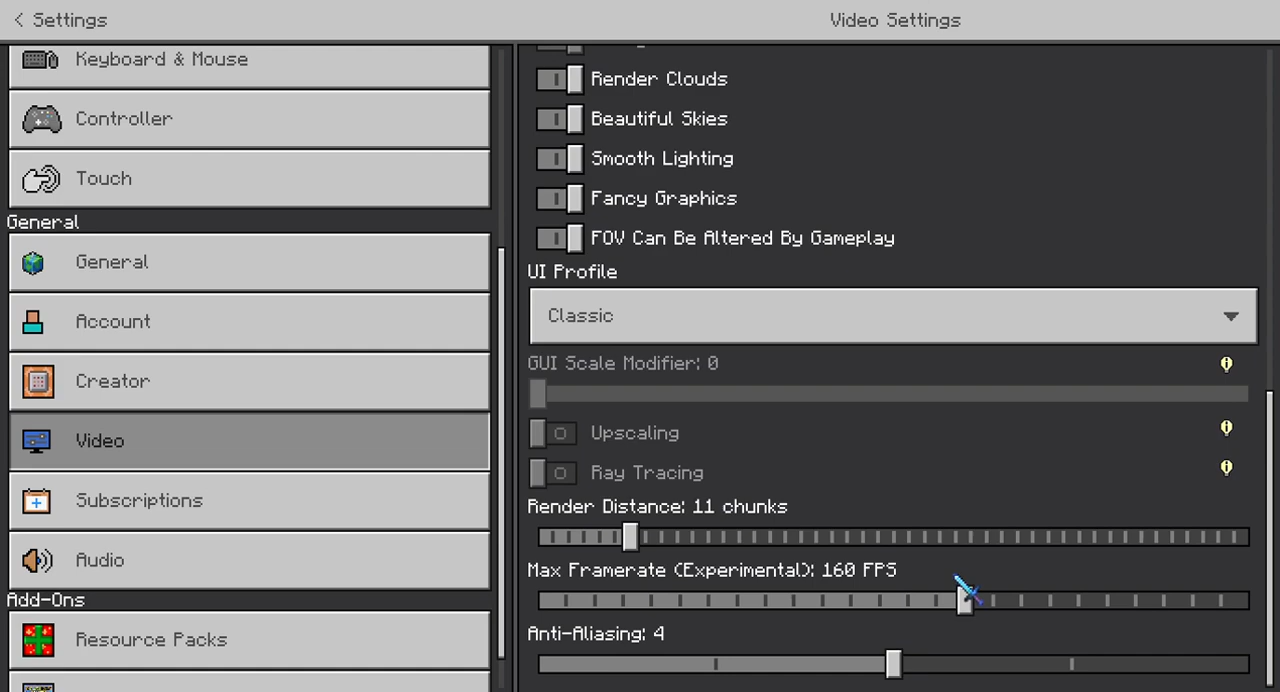 Settings
Video Settings
Keyboard & Mouse
Controller
Touch
General
General
Account
Creator
Video
Subscriptions
Audio
Add-Ons
Resource Packs
Render Clouds
Beautiful Skies
Smooth Lighting
Fancy Graphics
FOV Can Be Altered By Gameplay
UI Profile
Classic
GUI Scale Modifier: 0
Upscaling
Ray Tracing
Render Distance: 11 chunks
Max Framerate (Experimental): 160 FPS
Anti-Aliasing: 4